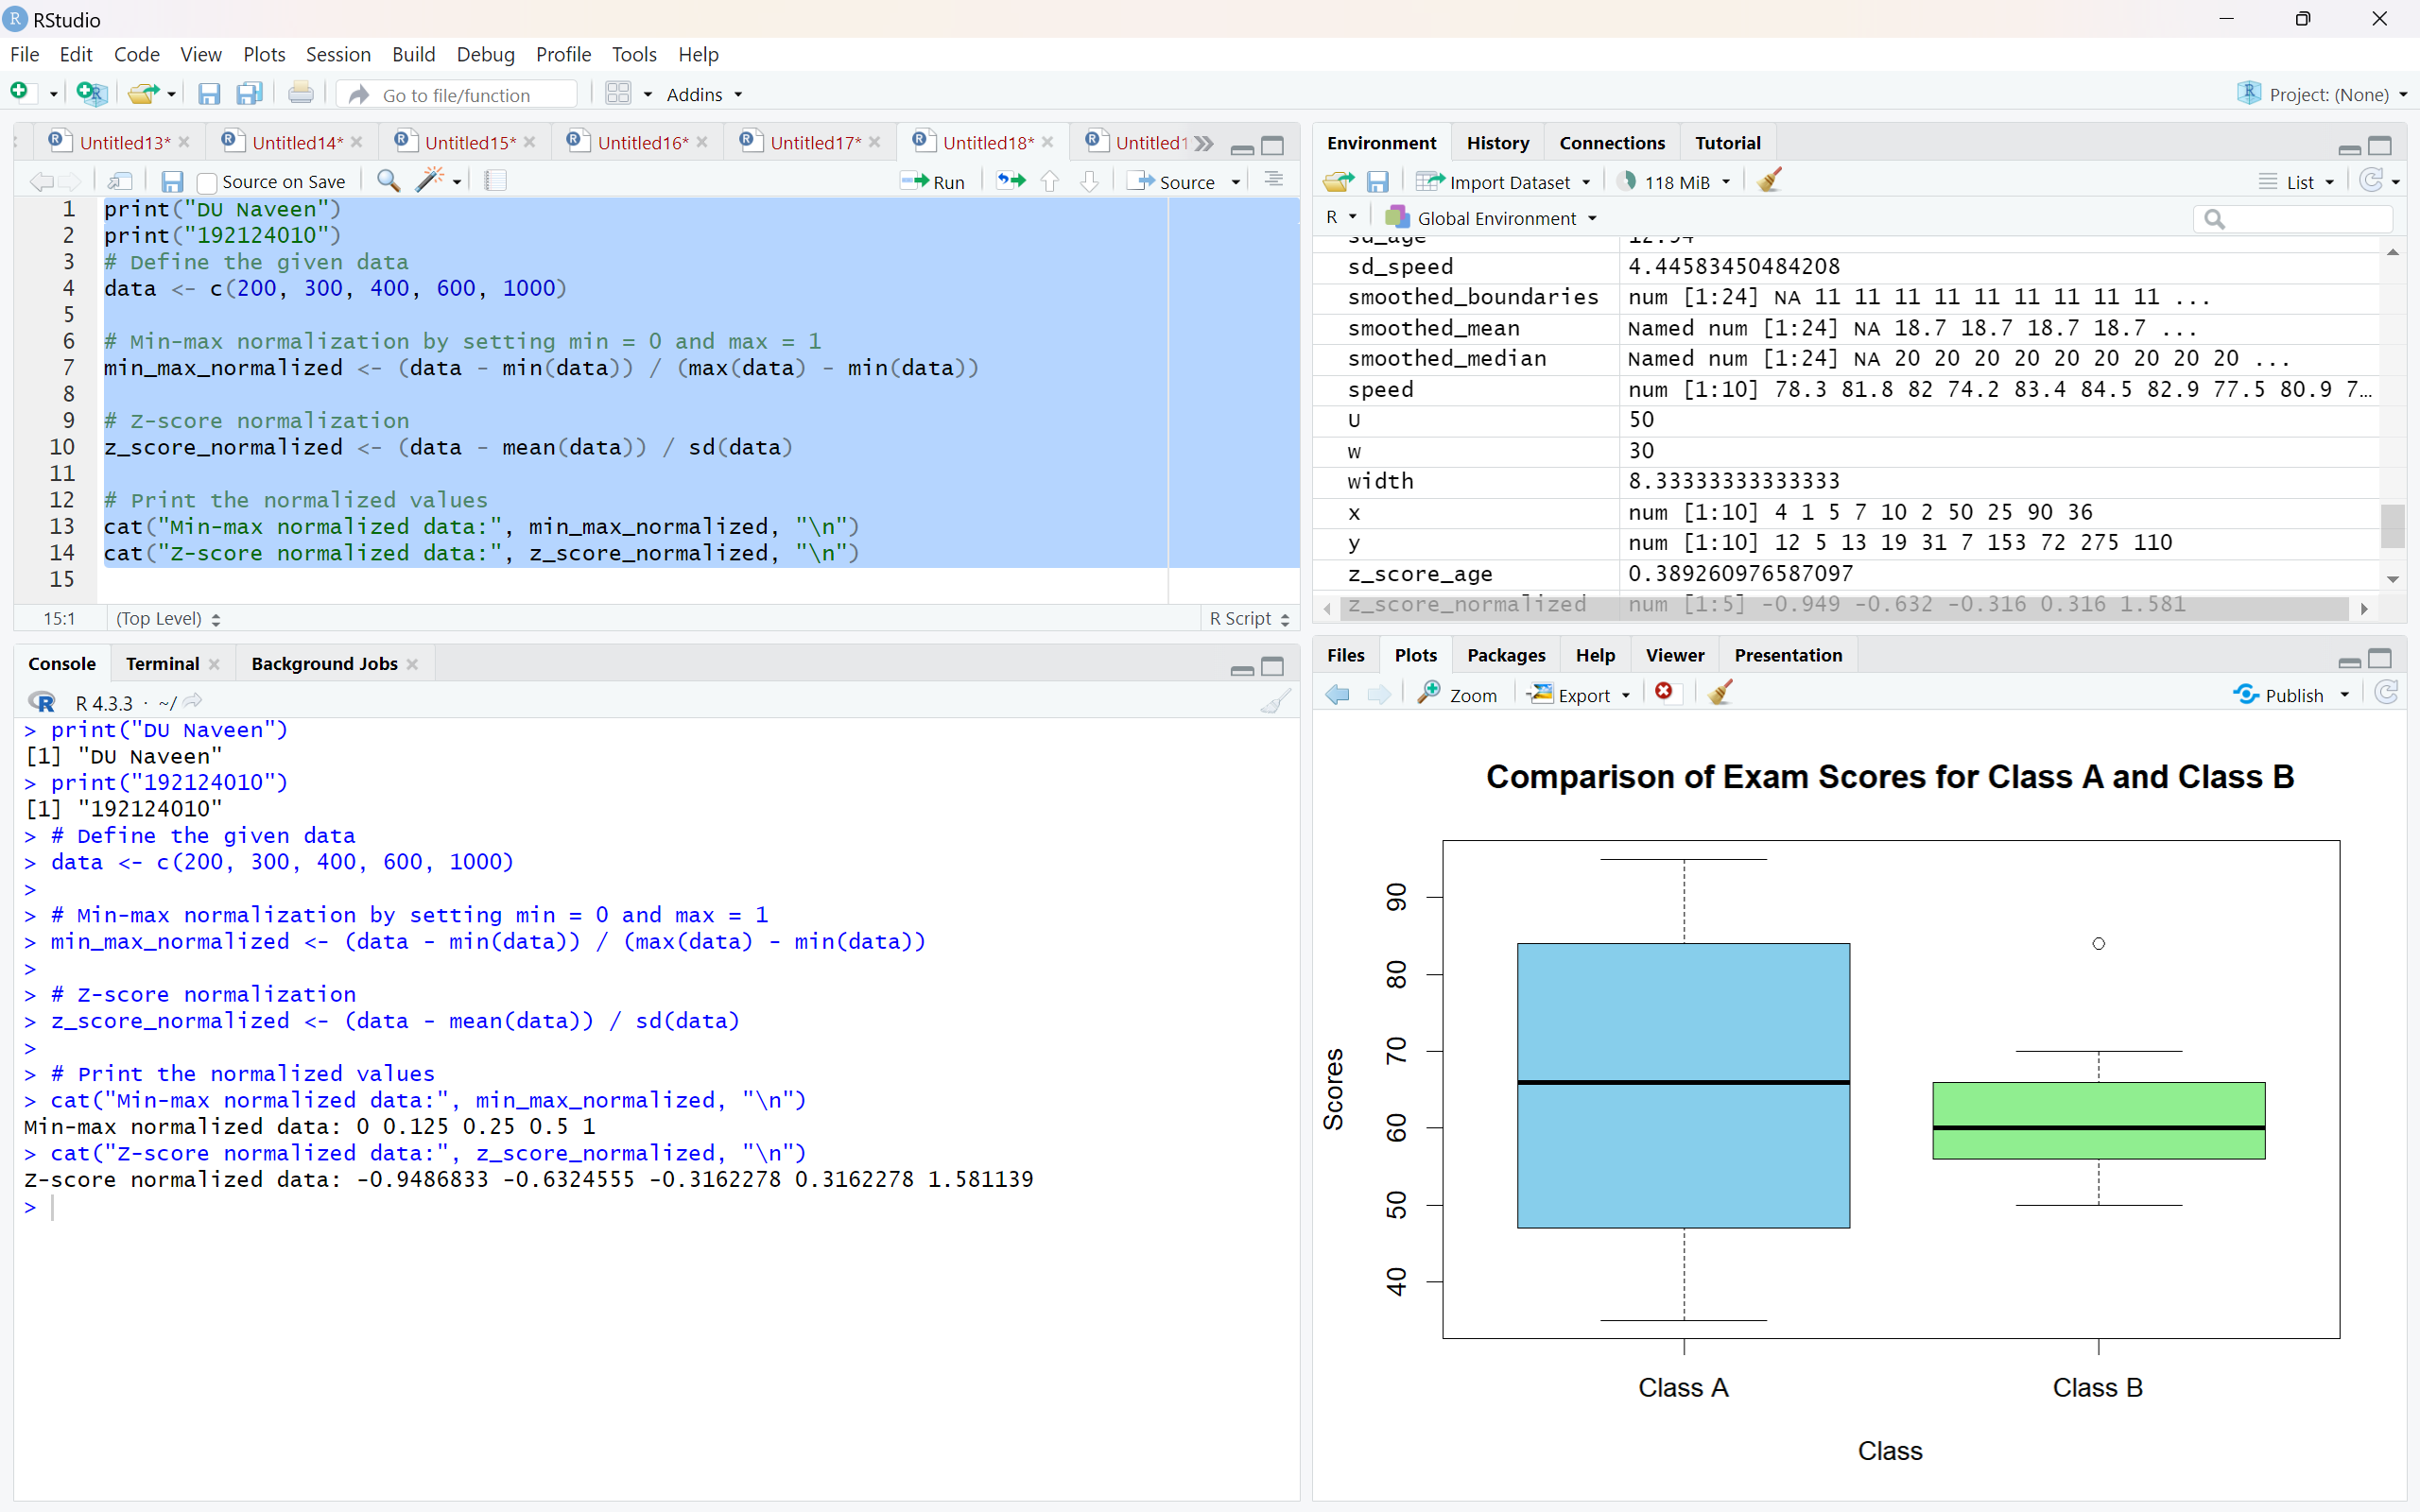 RStudio
File Edit Code View Plots Session Build Debug Profile Tools Help
Go to file/function Addins Project: (None)
Untitled13* Untitled14* Untitled15* Untitled16* Untitled17* Untitled18* Untitled1
Source on Save Run Source
1 print("DU Naveen")
2 print("192124010")
3 # Define the given data
4 data <- c(200, 300, 400, 600, 1000)
5
6 # Min-max normalization by setting min = 0 and max = 1
7 min_max_normalized <- (data - min(data)) / (max(data) - min(data))
8
9 # Z-score normalization
10 z_score_normalized <- (data - mean(data)) / sd(data)
11
12 # Print the normalized values
13 cat("Min-max normalized data:", min_max_normalized, "\n")
14 cat("Z-score normalized data:", z_score_normalized, "\n")
15
15:1 (Top Level) R Script
Console Terminal Background Jobs
R 4.3.3 · ~/
> print("DU Naveen")
[1] "DU Naveen"
> print("192124010")
[1] "192124010"
> # Define the given data
> data <- c(200, 300, 400, 600, 1000)
>
> # Min-max normalization by setting min = 0 and max = 1
> min_max_normalized <- (data - min(data)) / (max(data) - min(data))
>
> # Z-score normalization
> z_score_normalized <- (data - mean(data)) / sd(data)
>
> # Print the normalized values
> cat("Min-max normalized data:", min_max_normalized, "\n")
Min-max normalized data: 0 0.125 0.25 0.5 1
> cat("Z-score normalized data:", z_score_normalized, "\n")
Z-score normalized data: -0.9486833 -0.6324555 -0.3162278 0.3162278 1.581139
>
Environment History Connections Tutorial
Import Dataset 118 MiB List
R Global Environment
sd_age 12.94
sd_speed 4.44583450484208
smoothed_boundaries num [1:24] NA 11 11 11 11 11 11 11 11 11 ...
smoothed_mean Named num [1:24] NA 18.7 18.7 18.7 18.7 ...
smoothed_median Named num [1:24] NA 20 20 20 20 20 20 20 20 20 ...
speed num [1:10] 78.3 81.8 82 74.2 83.4 84.5 82.9 77.5 80.9 7…
U 50
w 30
width 8.33333333333333
x num [1:10] 4 1 5 7 10 2 50 25 90 36
y num [1:10] 12 5 13 19 31 7 153 72 275 110
z_score_age 0.389260976587097
z_score_normalized num [1:5] -0.949 -0.632 -0.316 0.316 1.581
Files Plots Packages Help Viewer Presentation
Zoom Export Publish
Comparison of Exam Scores for Class A and Class B
90
80
70
60
50
40
Scores
Class A Class B
Class